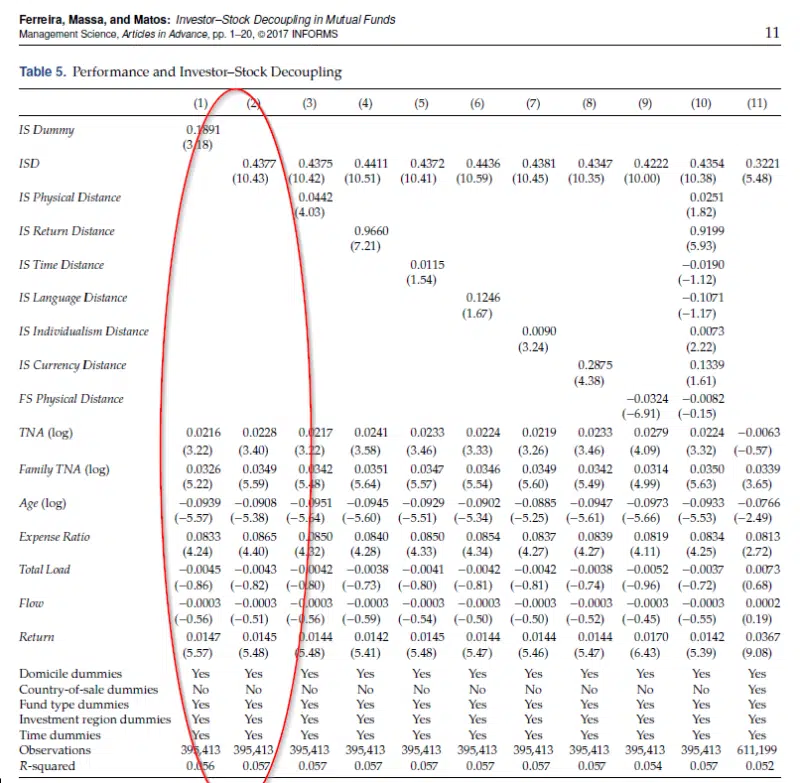 Ferreira, Massa, and Matos: Investor–Stock Decoupling in Mutual Funds
Management Science, Articles in Advance, pp. 1–20, ©2017 INFORMS 11
Table 5. Performance and Investor–Stock Decoupling
(1) (2) (3) (4) (5) (6) (7) (8) (9) (10) (11)
IS Dummy 0.1891
(3.18)
ISD 0.4377 0.4375 0.4411 0.4372 0.4436 0.4381 0.4347 0.4222 0.4354 0.3221
(10.43) (10.42) (10.51) (10.41) (10.59) (10.45) (10.35) (10.00) (10.38) (5.48)
IS Physical Distance 0.0442 0.0251
(4.03) (1.82)
IS Return Distance 0.9660 0.9199
(7.21) (5.93)
IS Time Distance 0.0115 −0.0190
(1.54) (−1.12)
IS Language Distance 0.1246 −0.1071
(1.67) (−1.17)
IS Individualism Distance 0.0090 0.0073
(3.24) (2.22)
IS Currency Distance 0.2875 0.1339
(4.38) (1.61)
FS Physical Distance −0.0324 −0.0082
(−6.91) (−0.15)
TNA (log) 0.0216 0.0228 0.0217 0.0241 0.0233 0.0224 0.0219 0.0233 0.0279 0.0224 −0.0063
(3.22) (3.40) (3.22) (3.58) (3.46) (3.33) (3.26) (3.46) (4.09) (3.32) (−0.57)
Family TNA (log) 0.0326 0.0349 0.0342 0.0351 0.0347 0.0346 0.0349 0.0342 0.0314 0.0350 0.0339
(5.22) (5.59) (5.48) (5.64) (5.57) (5.54) (5.60) (5.49) (4.99) (5.63) (3.65)
Age (log) −0.0939 −0.0908 −0.0951 −0.0945 −0.0929 −0.0902 −0.0885 −0.0947 −0.0973 −0.0933 −0.0766
(−5.57) (−5.38) (−5.64) (−5.60) (−5.51) (−5.34) (−5.25) (−5.61) (−5.66) (−5.53) (−2.49)
Expense Ratio 0.0833 0.0865 0.0850 0.0840 0.0850 0.0854 0.0837 0.0839 0.0819 0.0834 0.0813
(4.24) (4.40) (4.32) (4.28) (4.33) (4.34) (4.27) (4.27) (4.11) (4.25) (2.72)
Total Load −0.0045 −0.0043 −0.0042 −0.0038 −0.0041 −0.0042 −0.0042 −0.0038 −0.0052 −0.0037 0.0073
(−0.86) (−0.82) (−0.80) (−0.73) (−0.80) (−0.81) (−0.81) (−0.74) (−0.96) (−0.72) (0.68)
Flow −0.0003 −0.0003 −0.0003 −0.0003 −0.0003 −0.0003 −0.0003 −0.0003 −0.0003 −0.0003 0.0002
(−0.56) (−0.51) (−0.56) (−0.59) (−0.54) (−0.50) (−0.50) (−0.52) (−0.45) (−0.55) (0.19)
Return 0.0147 0.0145 0.0144 0.0142 0.0145 0.0144 0.0144 0.0144 0.0170 0.0142 0.0367
(5.57) (5.48) (5.48) (5.41) (5.48) (5.47) (5.46) (5.47) (6.43) (5.39) (9.08)
Domicile dummies Yes Yes Yes Yes Yes Yes Yes Yes Yes Yes Yes
Country-of-sale dummies No No No No No No No No No No Yes
Fund type dummies Yes Yes Yes Yes Yes Yes Yes Yes Yes Yes Yes
Investment region dummies Yes Yes Yes Yes Yes Yes Yes Yes Yes Yes Yes
Time dummies Yes Yes Yes Yes Yes Yes Yes Yes Yes Yes Yes
Observations 395,413 395,413 395,413 395,413 395,413 395,413 395,413 395,413 395,413 395,413 611,199
R-squared 0.056 0.057 0.057 0.057 0.057 0.057 0.057 0.057 0.054 0.057 0.052